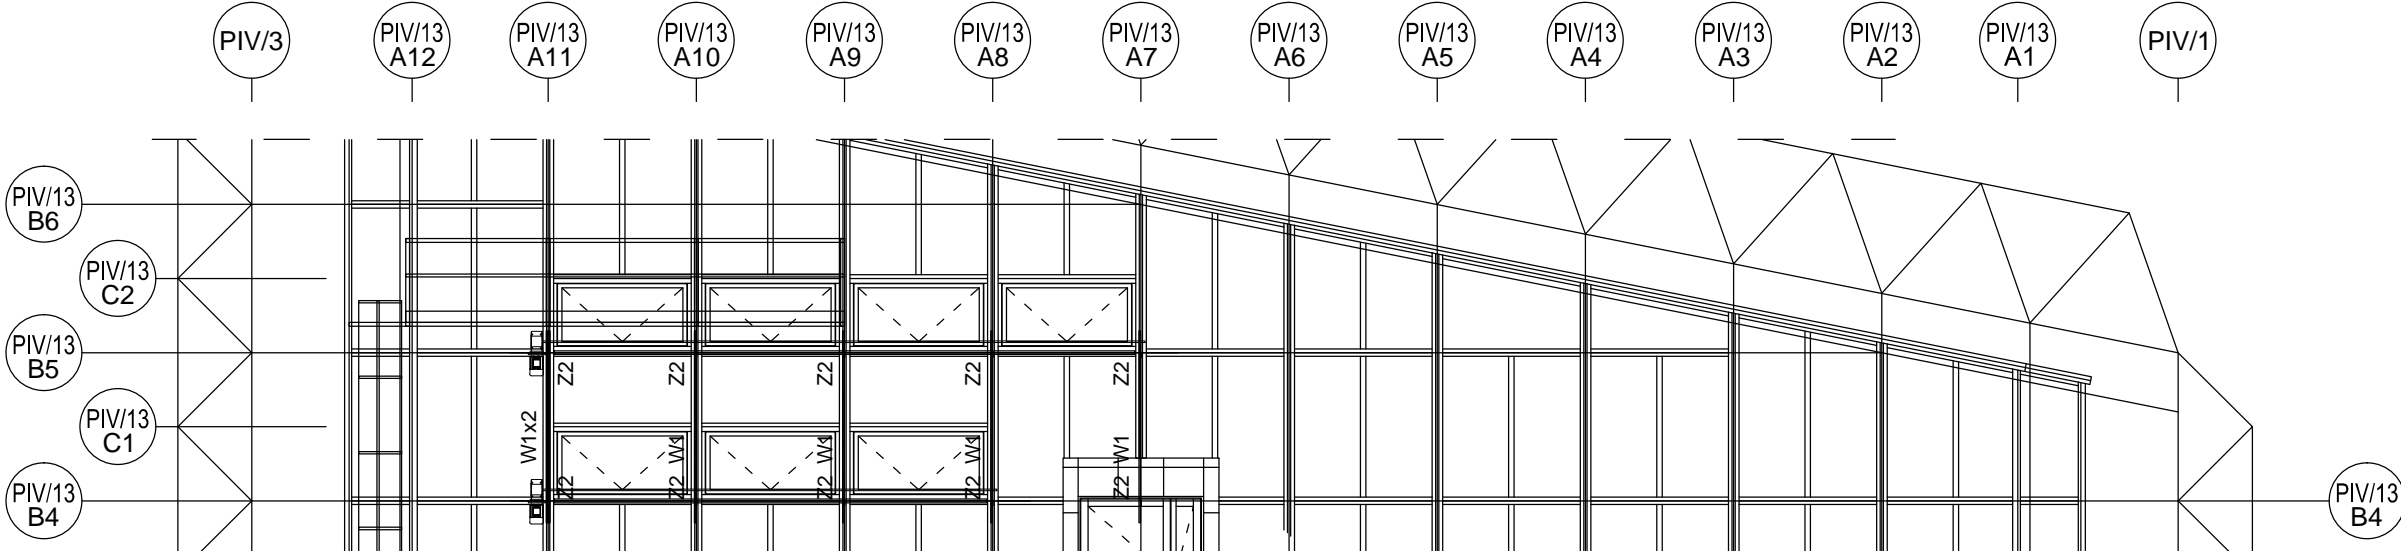 PIV/3
PIV/13
A12
PIV/13
A11
PIV/13
A10
PIV/13
A9
PIV/13
A8
PIV/13
A7
PIV/13
A6
PIV/13
A5
PIV/13
A4
PIV/13
A3
PIV/13
A2
PIV/13
A1
PIV/1
PIV/13
B6
PIV/13
C2
PIV/13
B5
Z2
Z2
Z2
Z2
Z2
PIV/13
C1
W1x2
W1
W1
W1
W1
Z2
Z2
Z2
Z2
Z2
PIV/13
B4
PIV/13
B4